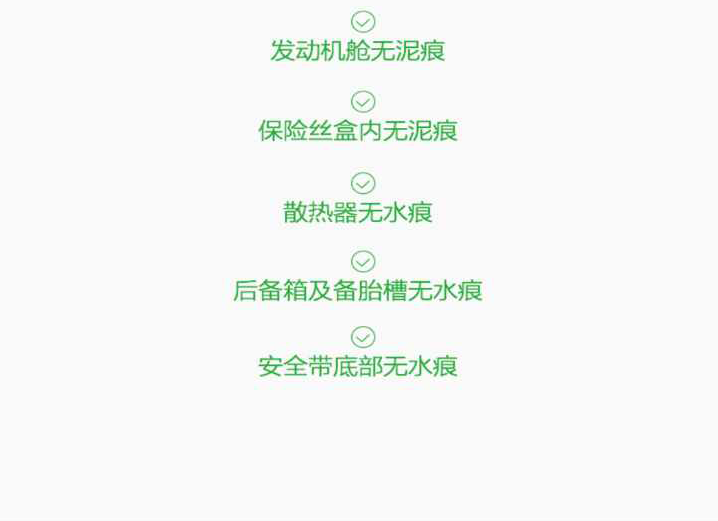 发动机舱无泥痕
保险丝盒内无泥痕
散热器无水痕
后备箱及备胎槽无水痕
安全带底部无水痕